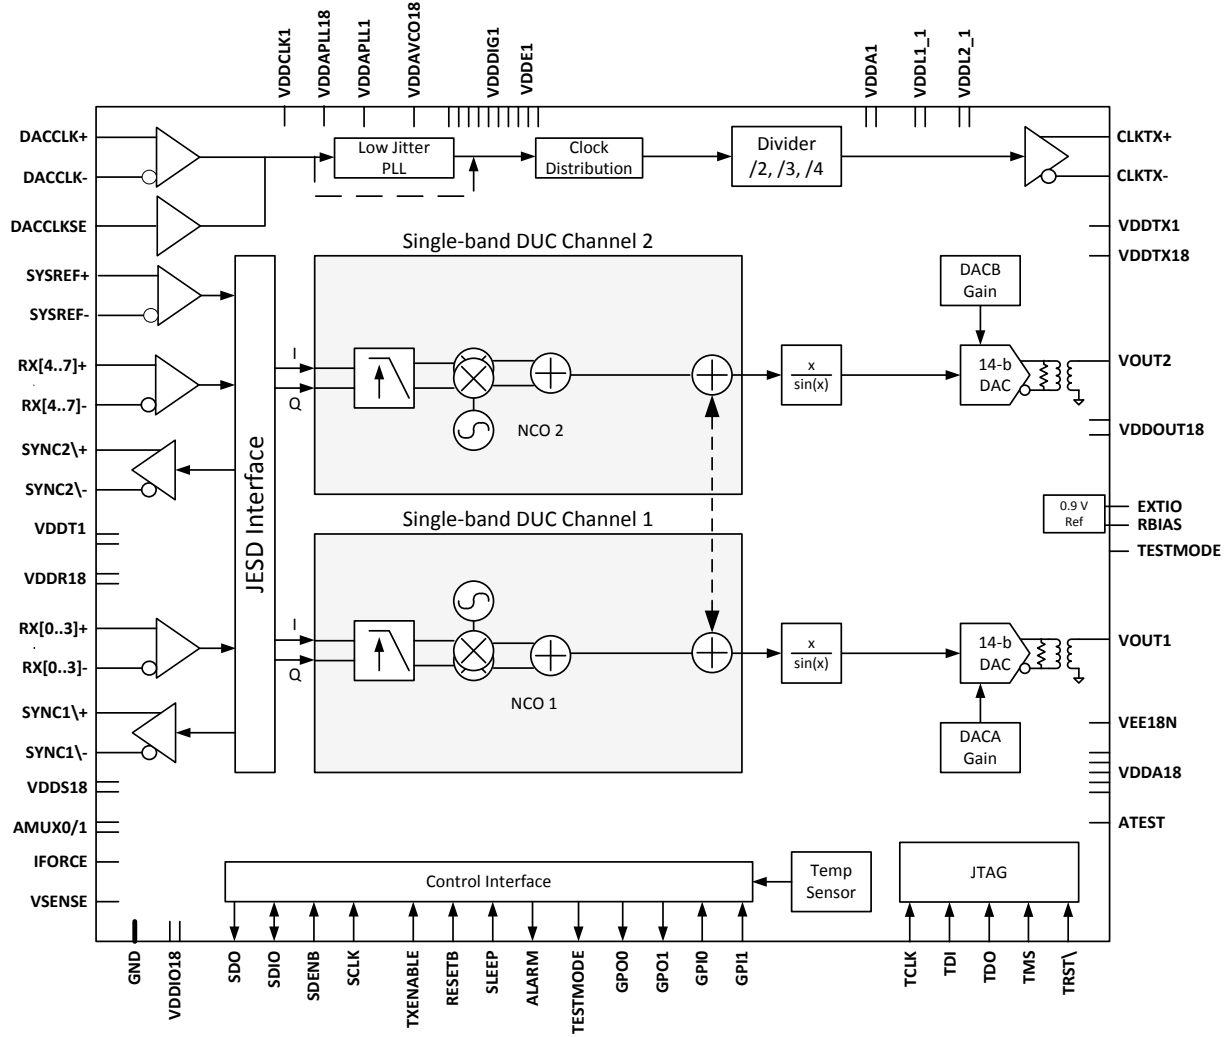 VDDCLK1
VDDAPLL18
VDDAPLL1
VDDAVCO18
VDDDIG1
VDDE1
VDDA1
VDDL1_1
VDDL2_1
DACCLK+
DACCLK-
DACCLKSE
SYSREF+
SYSREF-
RX[4..7]+
RX[4..7]-
SYNC2\+
SYNC2\-
VDDT1
VDDR18
RX[0..3]+
RX[0..3]-
SYNC1\+
SYNC1\-
VDDS18
AMUX0/1
IFORCE
VSENSE
Low Jitter
PLL
Clock
Distribution
Divider
/2, /3, /4
CLKTX+
CLKTX-
VDDTX1
VDDTX18
VOUT2
VDDOUT18
EXTIO
RBIAS
TESTMODE
VOUT1
VEE18N
VDDA18
ATEST
JESD Interface
Single-band DUC Channel 2
I
Q
NCO 2
x
sin(x)
DACB
Gain
14-b
DAC
0.9 V
Ref
Single-band DUC Channel 1
I
Q
NCO 1
x
sin(x)
14-b
DAC
DACA
Gain
Control Interface
Temp
Sensor
JTAG
GND
VDDIO18
SDO
SDIO
SDENB
SCLK
TXENABLE
RESETB
SLEEP
ALARM
TESTMODE
GPO0
GPO1
GPI0
GPI1
TCLK
TDI
TDO
TMS
TRST\